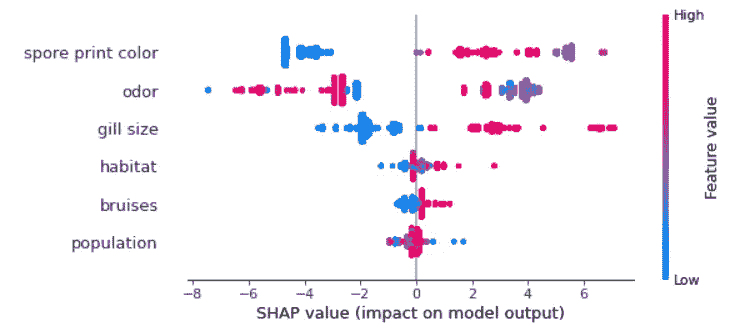 High
spore print color
odor
gill size
habitat
bruises
population
Feature value
Low
−8 −6 −4 −2 0 2 4 6
SHAP value (impact on model output)